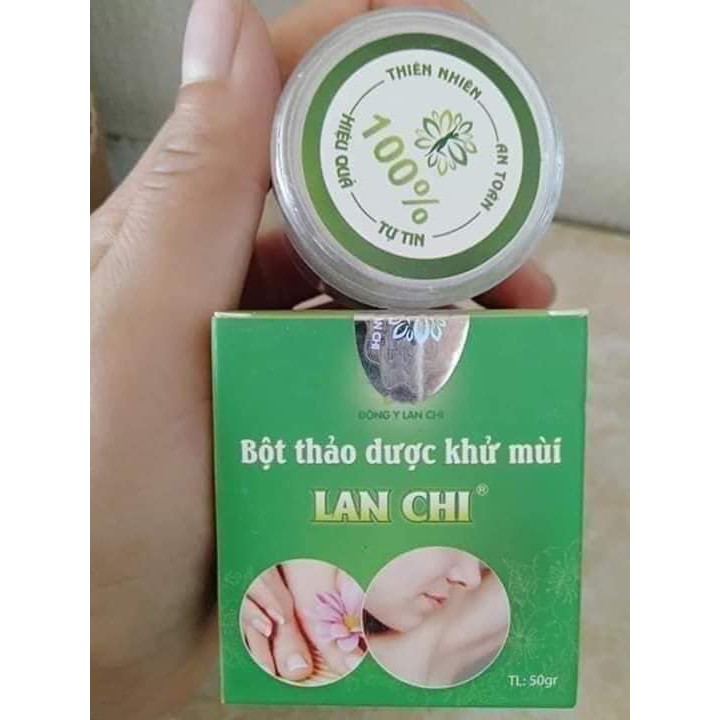 THIÊN NHIÊN
AN TOÀN
TỰ TIN
HIỆU QUẢ
100%
ĐÔNG Y LAN CHI
Bột thảo dược khử mùi
LAN CHI®
TL: 50gr